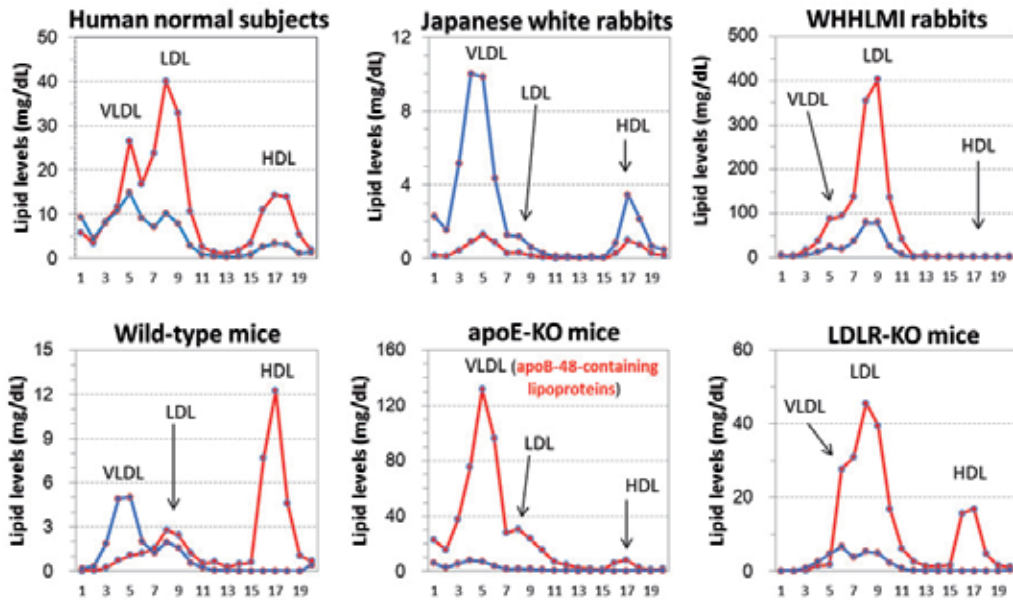 Human normal subjects
Lipid levels (mg/dL)
50
40
30
20
10
0
VLDL
LDL
HDL
1 3 5 7 9 11 13 15 17 19
Japanese white rabbits
Lipid levels (mg/dL)
12
8
4
0
VLDL
LDL
HDL
1 3 5 7 9 11 13 15 17 19
WHHLMI rabbits
Lipid levels (mg/dL)
500
400
300
200
100
0
LDL
VLDL
HDL
1 3 5 7 9 11 13 15 17 19
Wild-type mice
Lipid levels (mg/dL)
15
12
9
6
3
0
HDL
LDL
VLDL
1 3 5 7 9 11 13 15 17 19
apoE-KO mice
Lipid levels (mg/dL)
160
120
80
40
0
VLDL (apoB-48-containing
lipoproteins)
LDL
HDL
1 3 5 7 9 11 13 15 17 19
LDLR-KO mice
Lipid levels (mg/dL)
60
40
20
0
LDL
VLDL
HDL
1 3 5 7 9 11 13 15 17 19